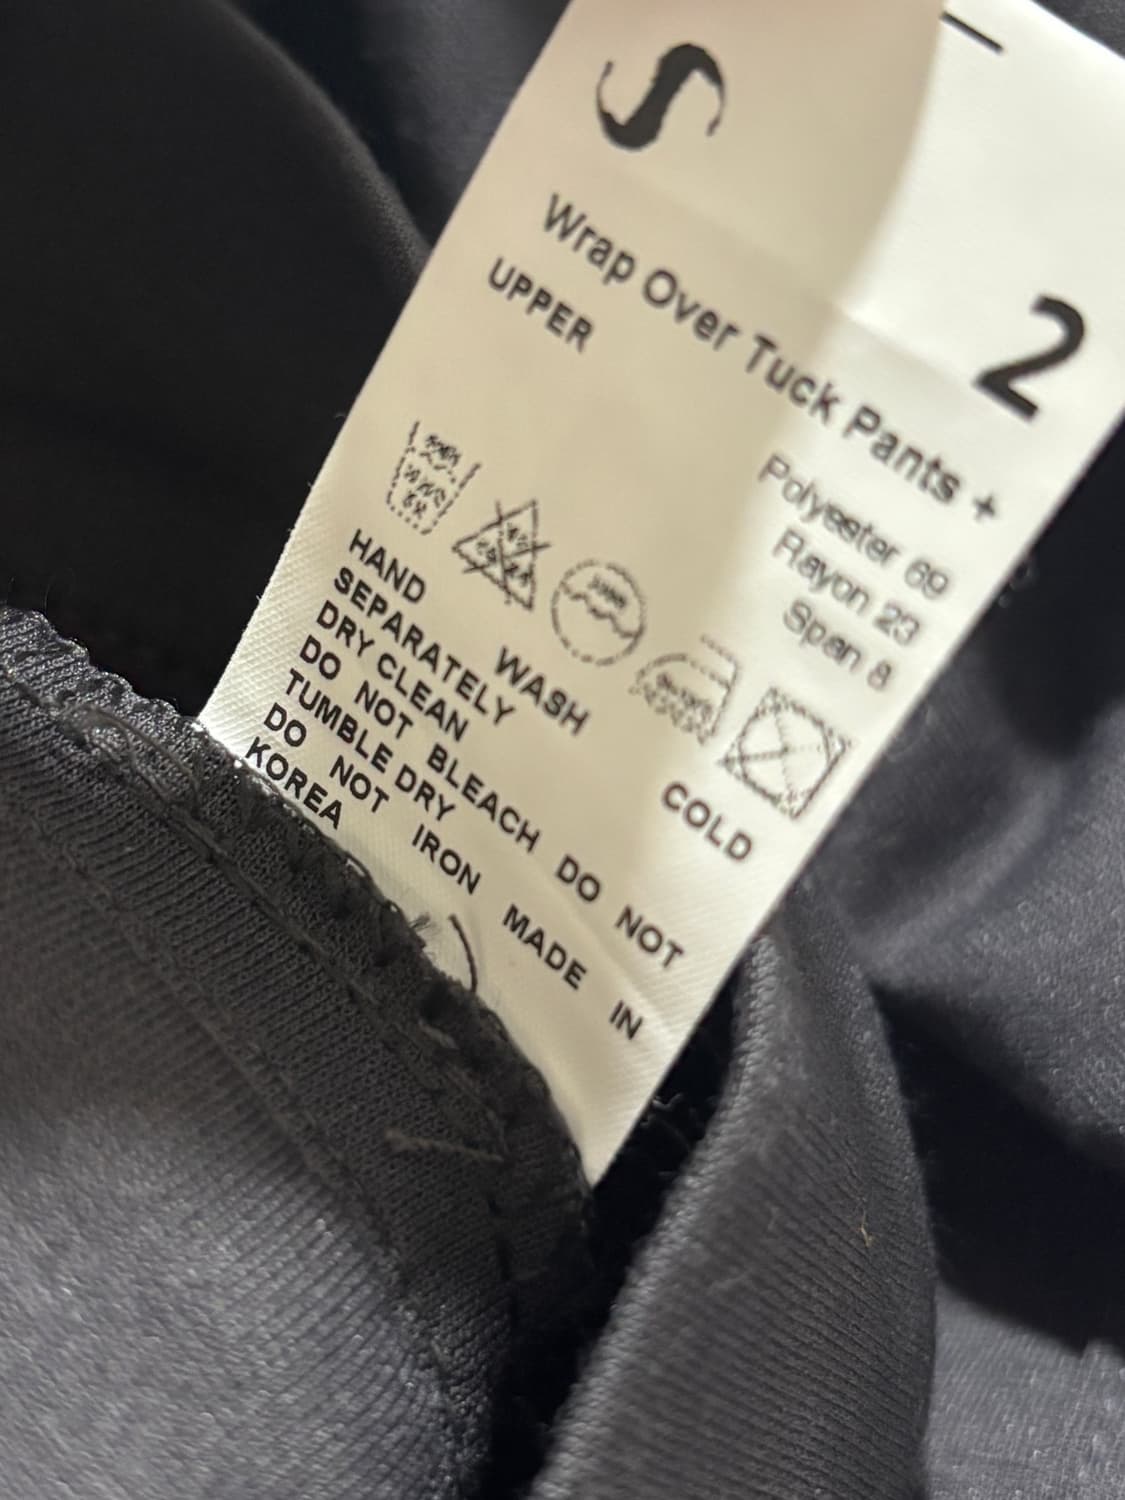 S
2
Wrap Over Tuck Pants +
UPPER
Polyester 69
Rayon 23
Span 8
HAND WASH COLD
SEPARATELY
DRY CLEAN
DO NOT BLEACH DO NOT
TUMBLE DRY
DO NOT IRON MADE IN
KOREA